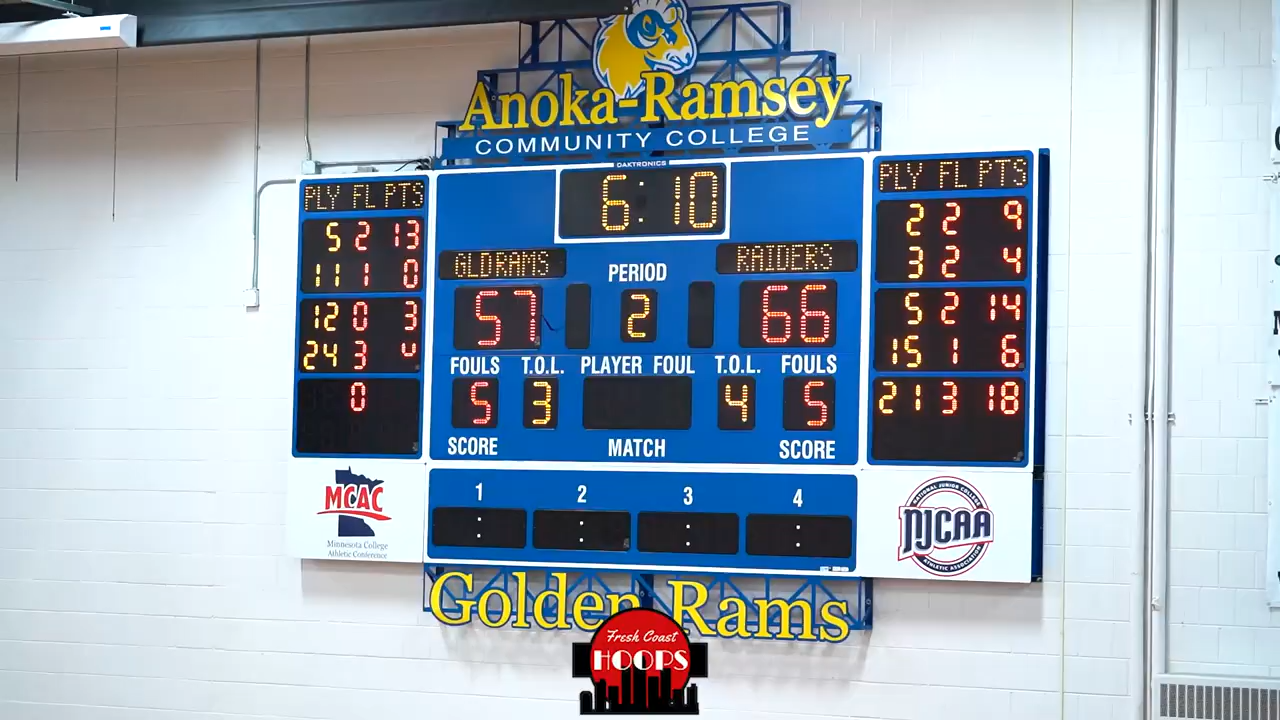 Anoka-Ramsey
COMMUNITY COLLEGE
DAKTRONICS
PLY FL PTS
5 2 13
11 1 0
12 0 3
24 3 4
0
6:10
GLDRAMS
RAIDERS
PERIOD
57
2
66
FOULS T.O.L. PLAYER FOUL T.O.L. FOULS
5 3 4 5
SCORE MATCH SCORE
1 2 3 4
: : : :
PLY FL PTS
2 2 9
3 2 4
5 2 14
15 1 6
21 3 18
MCAC
Minnesota College
Athletic Conference
NATIONAL JUNIOR COLLEGE
NJCAA
ATHLETIC ASSOCIATION
Golden Rams
Fresh Coast
HOOPS